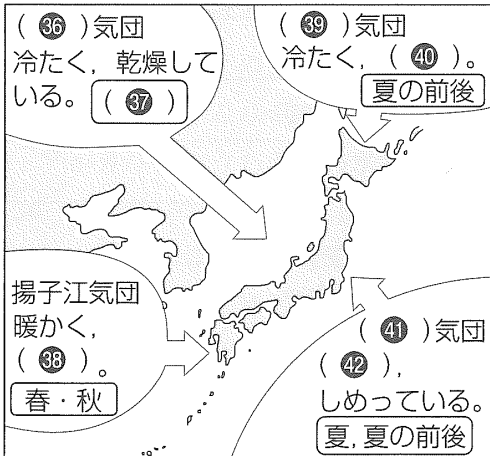 （㊱）気団
冷たく，乾燥して
いる。（㊲）
（㊴）気団
冷たく，（㊵）。
夏の前後
揚子江気団
暖かく，
（㊳）。
春・秋
（㊶）気団
（㊷），
しめっている。
夏，夏の前後